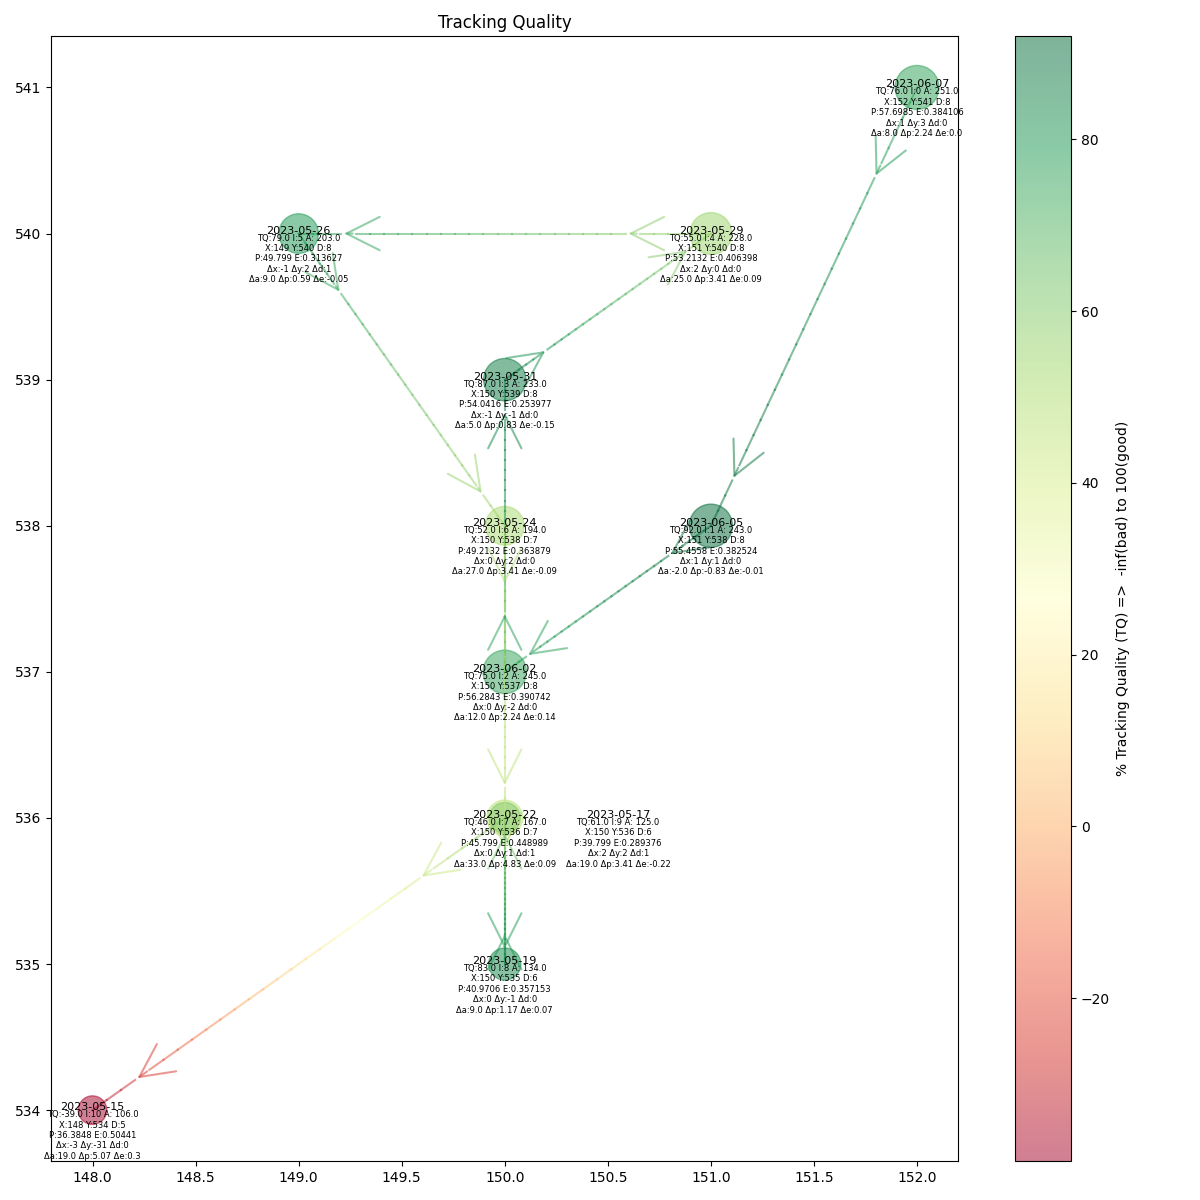 Tracking Quality
541
540
539
538
537
536
535
534
148.0
148.5
149.0
149.5
150.0
150.5
151.0
151.5
152.0
2023-06-07
TQ:76.0 I:0 A: 251.0
X:152 Y:541 D:8
P:57.6985 E:0.384106
Δx:1 Δy:3 Δd:0
Δa:8.0 Δp:2.24 Δe:0.0
2023-05-26
TQ:79.0 I:5 A: 203.0
X:149 Y:540 D:8
P:49.799 E:0.313627
Δx:-1 Δy:2 Δd:1
Δa:9.0 Δp:0.59 Δe:-0.05
2023-05-29
TQ:55.0 I:4 A: 228.0
X:151 Y:540 D:8
P:53.2132 E:0.406398
Δx:2 Δy:0 Δd:0
Δa:25.0 Δp:3.41 Δe:0.09
2023-05-31
TQ:87.0 I:3 A: 233.0
X:150 Y:539 D:8
P:54.0416 E:0.253977
Δx:-1 Δy:-1 Δd:0
Δa:5.0 Δp:0.83 Δe:-0.15
2023-05-24
TQ:52.0 I:6 A: 194.0
X:150 Y:538 D:7
P:49.2132 E:0.363879
Δx:0 Δy:2 Δd:0
Δa:27.0 Δp:3.41 Δe:-0.09
2023-06-05
TQ:92.0 I:1 A: 243.0
X:151 Y:538 D:8
P:55.4558 E:0.382524
Δx:1 Δy:1 Δd:0
Δa:-2.0 Δp:-0.83 Δe:-0.01
2023-06-02
TQ:75.0 I:2 A: 245.0
X:150 Y:537 D:8
P:56.2843 E:0.390742
Δx:0 Δy:-2 Δd:0
Δa:12.0 Δp:2.24 Δe:0.14
2023-05-22
TQ:46.0 I:7 A: 167.0
X:150 Y:536 D:7
P:45.799 E:0.448989
Δx:0 Δy:1 Δd:1
Δa:33.0 Δp:4.83 Δe:0.09
2023-05-17
TQ:61.0 I:9 A: 125.0
X:150 Y:536 D:6
P:39.799 E:0.289376
Δx:2 Δy:2 Δd:1
Δa:19.0 Δp:3.41 Δe:-0.22
2023-05-19
TQ:83.0 I:8 A: 134.0
X:150 Y:535 D:6
P:40.9706 E:0.357153
Δx:0 Δy:-1 Δd:0
Δa:9.0 Δp:1.17 Δe:0.07
2023-05-15
TQ:-39.0 I:10 A: 106.0
X:148 Y:534 D:5
P:36.3848 E:0.50441
Δx:-3 Δy:-31 Δd:0
Δa:19.0 Δp:5.07 Δe:0.3
80
60
40
20
0
−20
% Tracking Quality (TQ) => -inf(bad) to 100(good)